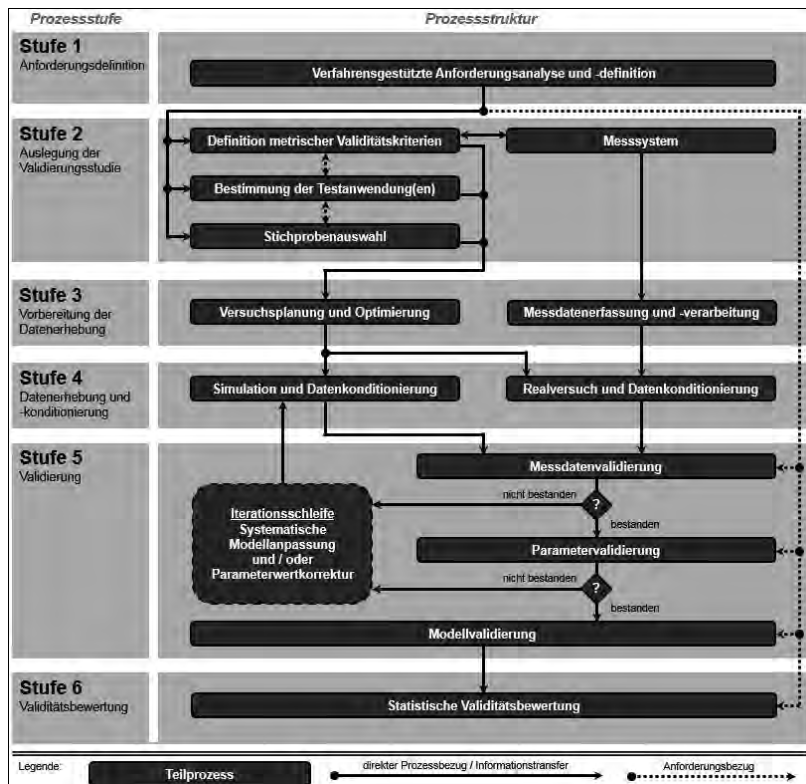 Prozessstufe
Prozessstruktur
Stufe 1
Anforderungsdefinition
Verfahrensgestützte Anforderungsanalyse und -definition
Stufe 2
Auslegung der
Validierungsstudie
Definition metrischer Validitätskriterien
Messsystem
Bestimmung der Testanwendung(en)
Stichprobenauswahl
Stufe 3
Vorbereitung der
Datenerhebung
Versuchsplanung und Optimierung
Messdatenerfassung und -verarbeitung
Stufe 4
Datenerhebung und
-konditionierung
Simulation und Datenkonditionierung
Realversuch und Datenkonditionierung
Stufe 5
Validierung
Messdatenvalidierung
nicht bestanden
?
bestanden
Iterationsschleife
Systematische
Modellanpassung
und / oder
Parameterwertkorrektur
Parametervalidierung
nicht bestanden
?
bestanden
Modellvalidierung
Stufe 6
Validitätsbewertung
Statistische Validitätsbewertung
Legende:
Teilprozess
direkter Prozessbezug / Informationstransfer
Anforderungsbezug